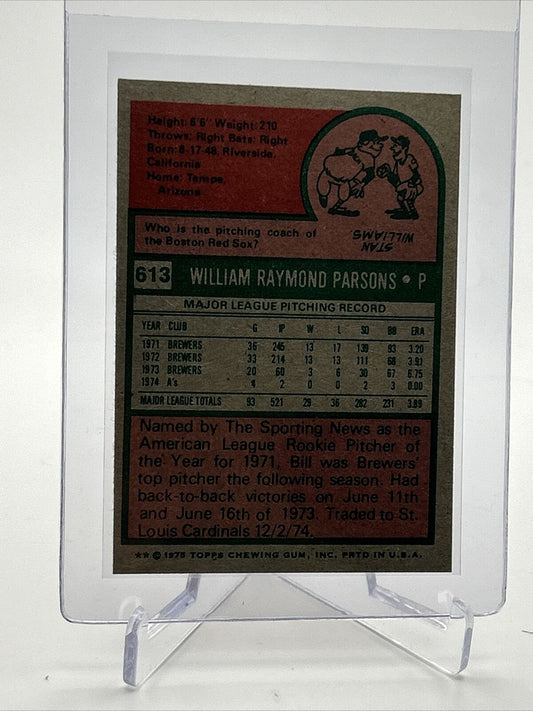 Height: 6'6" Weight: 210
Throws: Right Bats: Right
Born: 8-17-48, Riverside,
California
Home: Tempe,
Arizona
Who is the pitching coach of
the Boston Red Sox?
STAN
WILLIAMS
613 WILLIAM RAYMOND PARSONS • P
MAJOR LEAGUE PITCHING RECORD
YEAR CLUB G IP W L SO BB ERA
1971 BREWERS 36 245 13 17 139 93 3.20
1972 BREWERS 33 214 13 13 111 68 3.91
1973 BREWERS 20 60 3 6 30 67 6.75
1974 A's 4 2 0 0 2 3 0.00
MAJOR LEAGUE TOTALS 93 521 29 36 282 231 3.89
Named by The Sporting News as the
American League Rookie Pitcher of
the Year for 1971, Bill was Brewers'
top pitcher the following season. Had
back-to-back victories on June 11th
and June 16th of 1973. Traded to St.
Louis Cardinals 12/2/74.
** © 1975 TOPPS CHEWING GUM, INC. PRTD IN U.S.A.